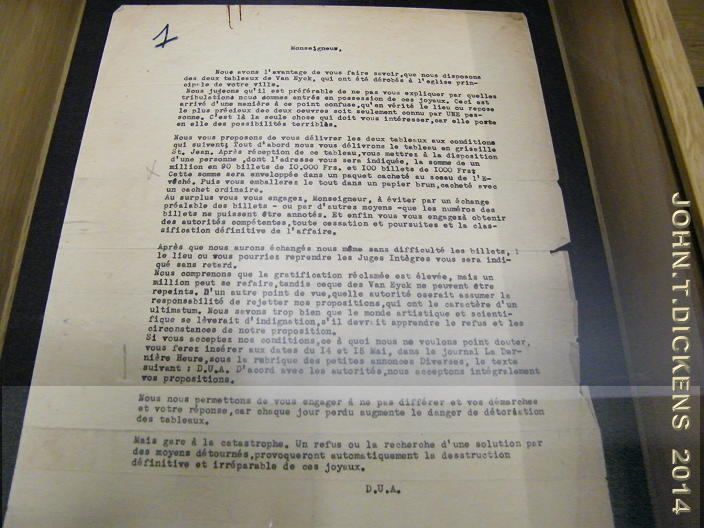 1
Monseigneur,
Nous avons l'avantage de vous faire savoir,que nous disposons
des deux tableaux de Van Eyck, qui ont été dérobés à l'église prin-
cipale de votre ville.
Nous jugeons qu'il est préférable de ne pas vous expliquer par quelles
tribulations nous sommes entrés en possession de ces joyaux. Ceci est
arrivé d'une manière à ce point confuse,qu'en vérité le lieu ou repose
le plus précieux des deux oeuvres soit seulement connu par UNE per-
sonne. C'est là la seule chose qui doit vous intéresser,car elle porte
en elle des possibilités terribles.
Nous vous proposons de vous délivrer les deux tableaux aux conditions
qui suivent; Tout d'abord nous vous délivrons le tableau en grisaille
St. Jean. Après réception de ce tableau,vous mettrez à la disposition
d'une personne ,dont l'adresse vous sera indiquée, la somme de un
million en 90 billets de 10.000 Frs. et 100 billets de 1000 Frs;
Cette somme sera enveloppée dans un paquet cacheté au sceau de l'E-
vêché. Puis vous emballerez le tout dans un papier brun,cacheté avec
un cachet ordinaire.
Au surplus vous vous engagez, Monseigneur, à éviter par un échange
préalable des billets - ou par d'autres moyens -que les numéros des
billets ne puissent être annotés. Et enfin vous vous engagez à obtenir
des autorités compétentes,toute cessation et poursuites et la clas-
sification définitive de l'affaire.
Après que nous aurons échangés nous même sans difficulté les billets,
le lieu ou vous pourries reprendre les Juges Intègres vous sera indi-
qué sans retard.
Nous comprenons que la gratification réclamée est élevée, mais un
million peut se refaire,tandis ceque des Van Eyck ne peuvent être
repeints. D'un autre point de vue,quelle autorité oserait assumer la
responsabilité de rejetter nos propositions,qui ont le caractère d'un
ultimatum. Nous savons trop bien que le monde artistique et scienti-
fique se lèverait d'indignation,s'il devrait apprendre le refus et les
circonstances de notre proposition.
Si vous acceptez nos conditions,ce à quoi nous ne voulons point douter,
vous ferez insérer aux dates du 14 et 15 Mai, dans le journal La Der-
nière Heure,sous la rubrique des petites annonces Diverses, le texte
suivant : D.U.A. D'accord avec les autorités,nous acceptons intégralement
vos propositions.
Nous nous permettons de vous engager à ne pas différer et vos démarches
et votre réponse,car chaque jour perdu augmente le danger de détoriation
des tableaux.
Mais gare à la catastrophe. Un refus ou la recherche d'une solution par
des moyens détournés,provoqueront automatiquement la desstruction
définitive et irréparable de ces joyaux.
D.U.A.
JOHN.T.DICKENS 2014